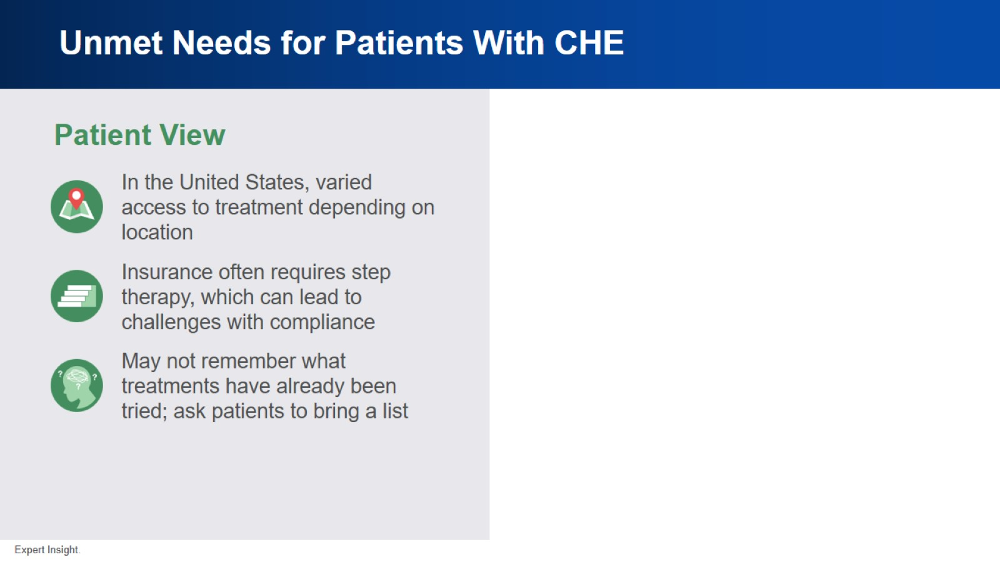 Unmet Needs for Patients With CHE
Patient View
In the United States, varied
access to treatment depending on
location
Insurance often requires step
therapy, which can lead to
challenges with compliance
? ? ?
May not remember what
treatments have already been
tried; ask patients to bring a list
Expert Insight.